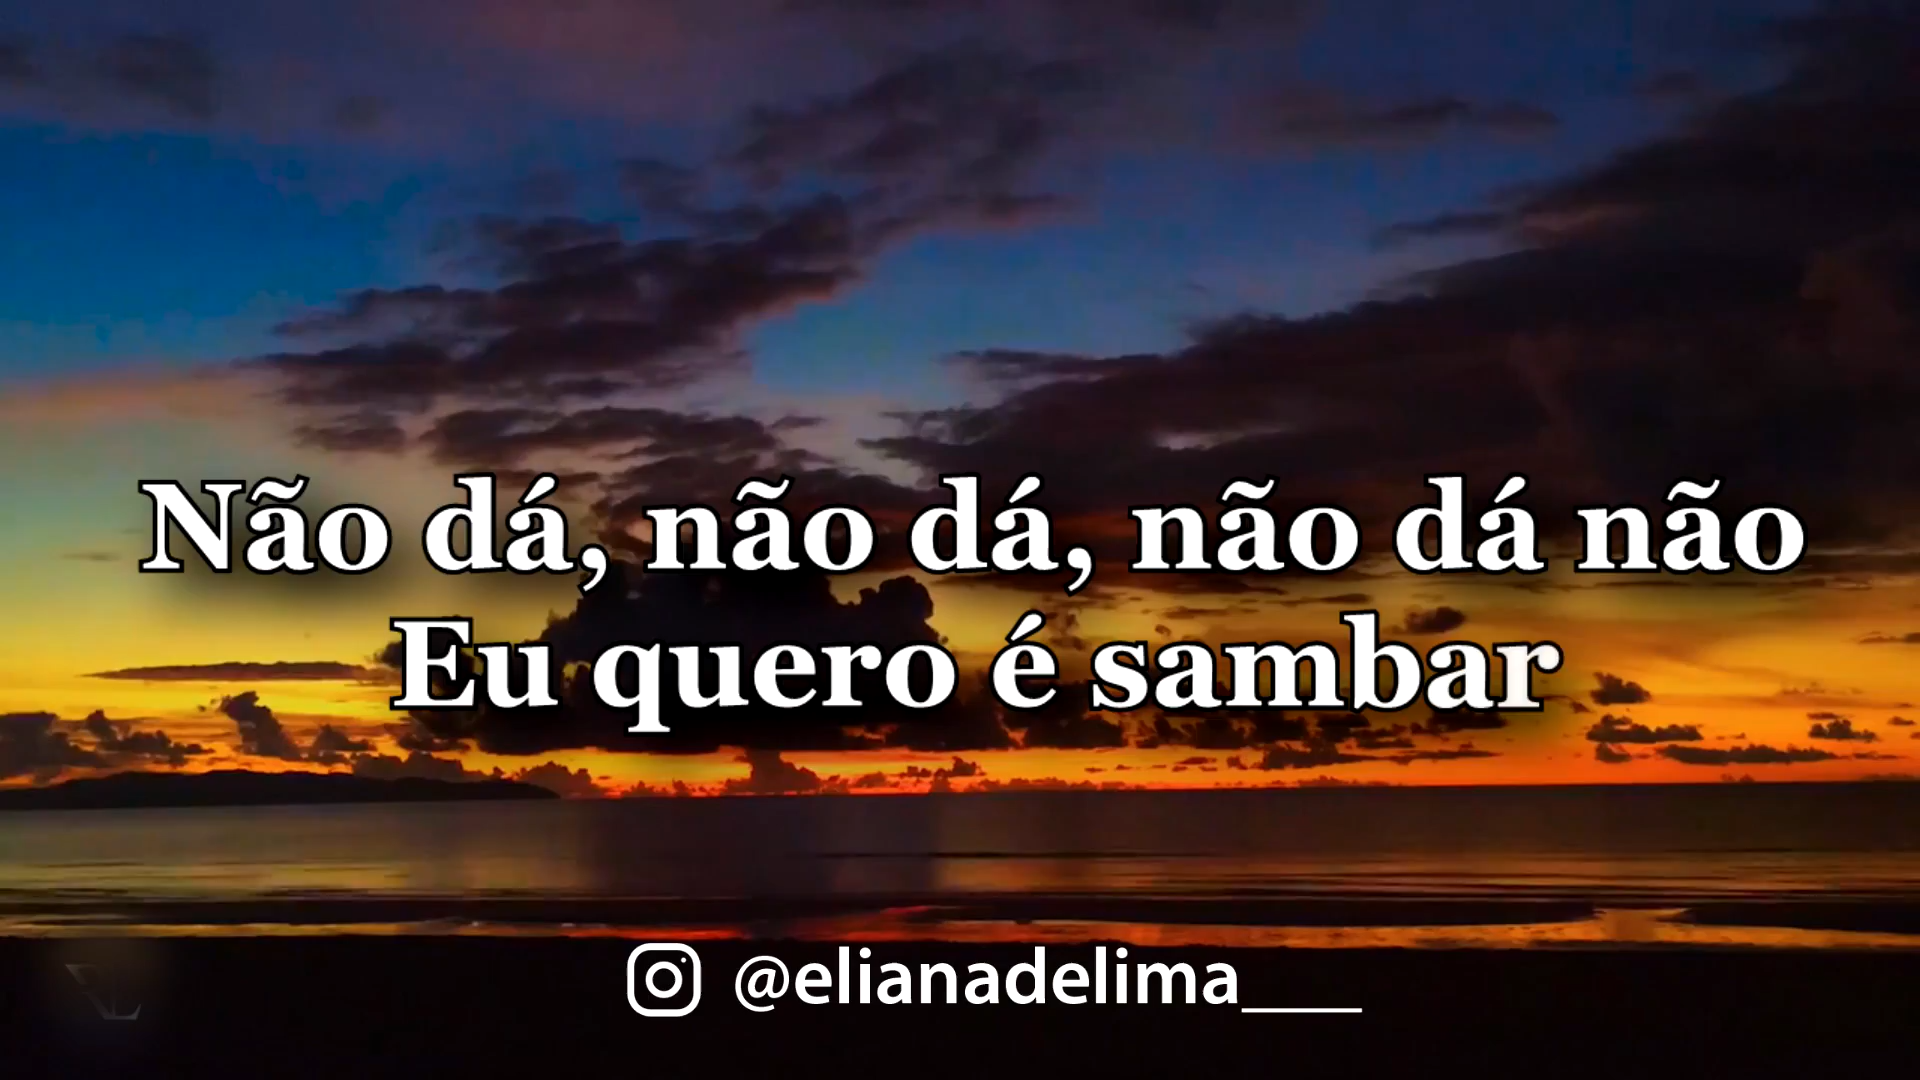 Não dá, não dá, não dá não
Eu quero é sambar
@elianadelima___